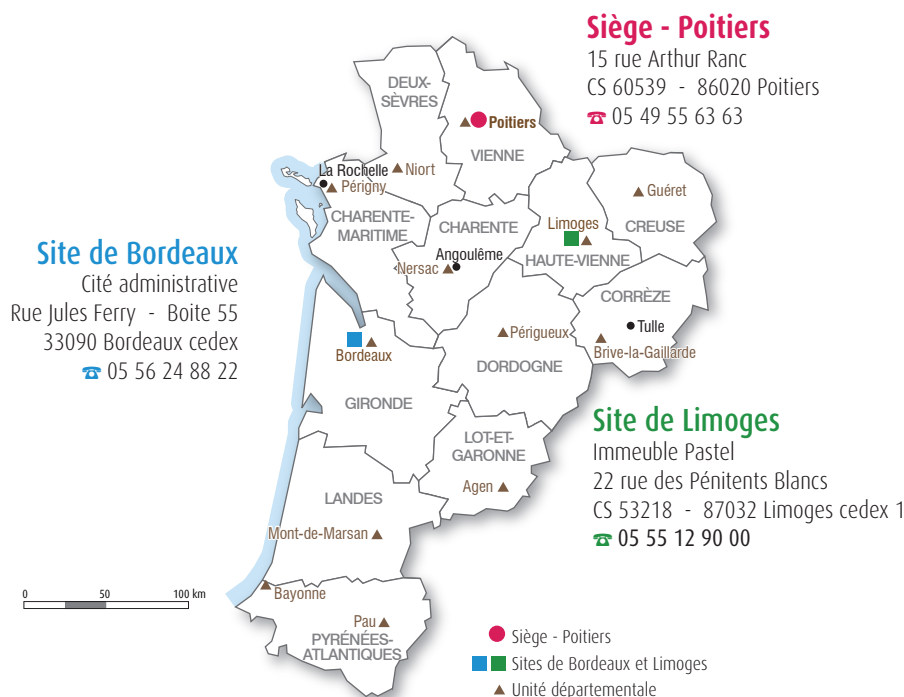 Siège - Poitiers
15 rue Arthur Ranc
CS 60539 - 86020 Poitiers
☎ 05 49 55 63 63
DEUX-
SÈVRES
Poitiers
VIENNE
La Rochelle
Niort
Périgny
Guéret
CREUSE
CHARENTE-
MARITIME
CHARENTE
Limoges
HAUTE-VIENNE
Angoulême
Nersac
Site de Bordeaux
Cité administrative
Rue Jules Ferry - Boite 55
33090 Bordeaux cedex
☎ 05 56 24 88 22
CORRÈZE
Tulle
Brive-la-Gaillarde
Périgueux
DORDOGNE
Bordeaux
GIRONDE
Site de Limoges
Immeuble Pastel
22 rue des Pénitents Blancs
CS 53218 - 87032 Limoges cedex 1
☎ 05 55 12 90 00
LOT-ET-
GARONNE
Agen
LANDES
Mont-de-Marsan
0 50 100 km
Bayonne
Pau
PYRÉNÉES-
ATLANTIQUES
Siège - Poitiers
Sites de Bordeaux et Limoges
Unité départementale